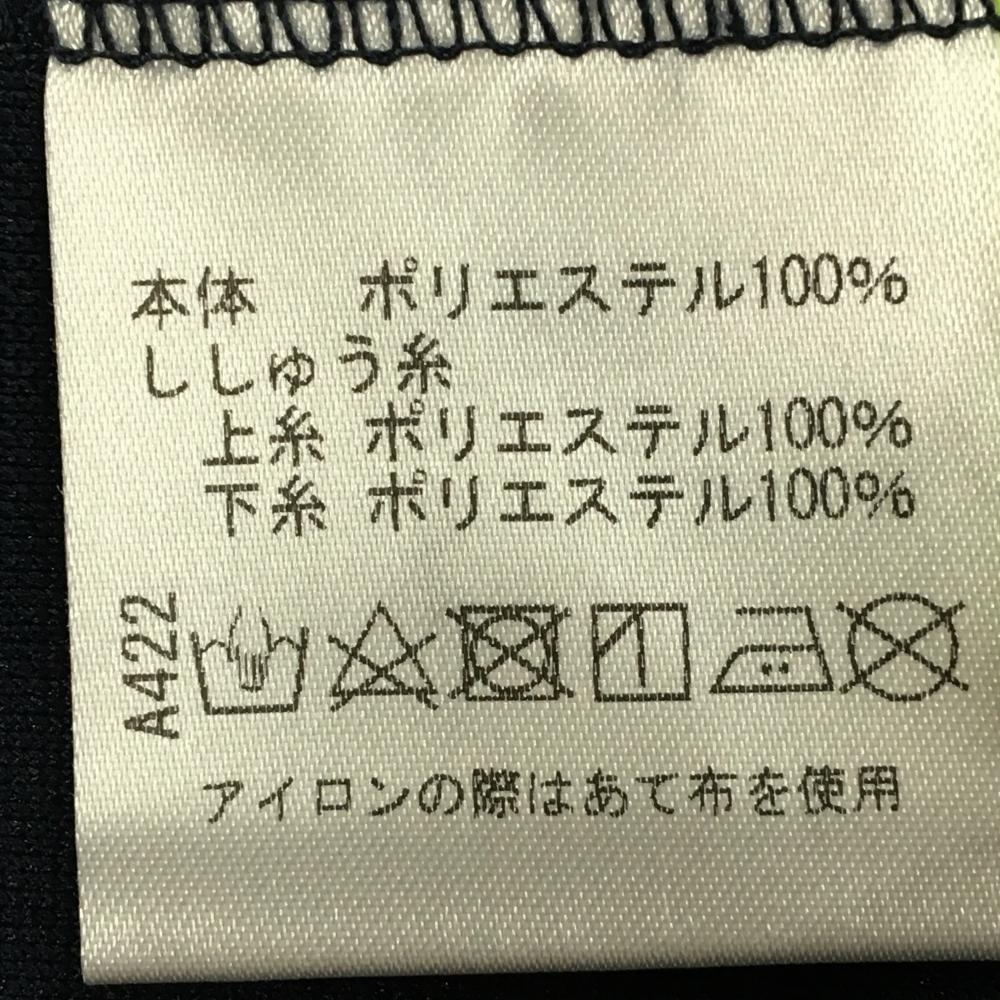 本体　ポリエステル100%
ししゅう糸
上糸 ポリエステル100%
下糸 ポリエステル100%
A422
アイロンの際はあて布を使用